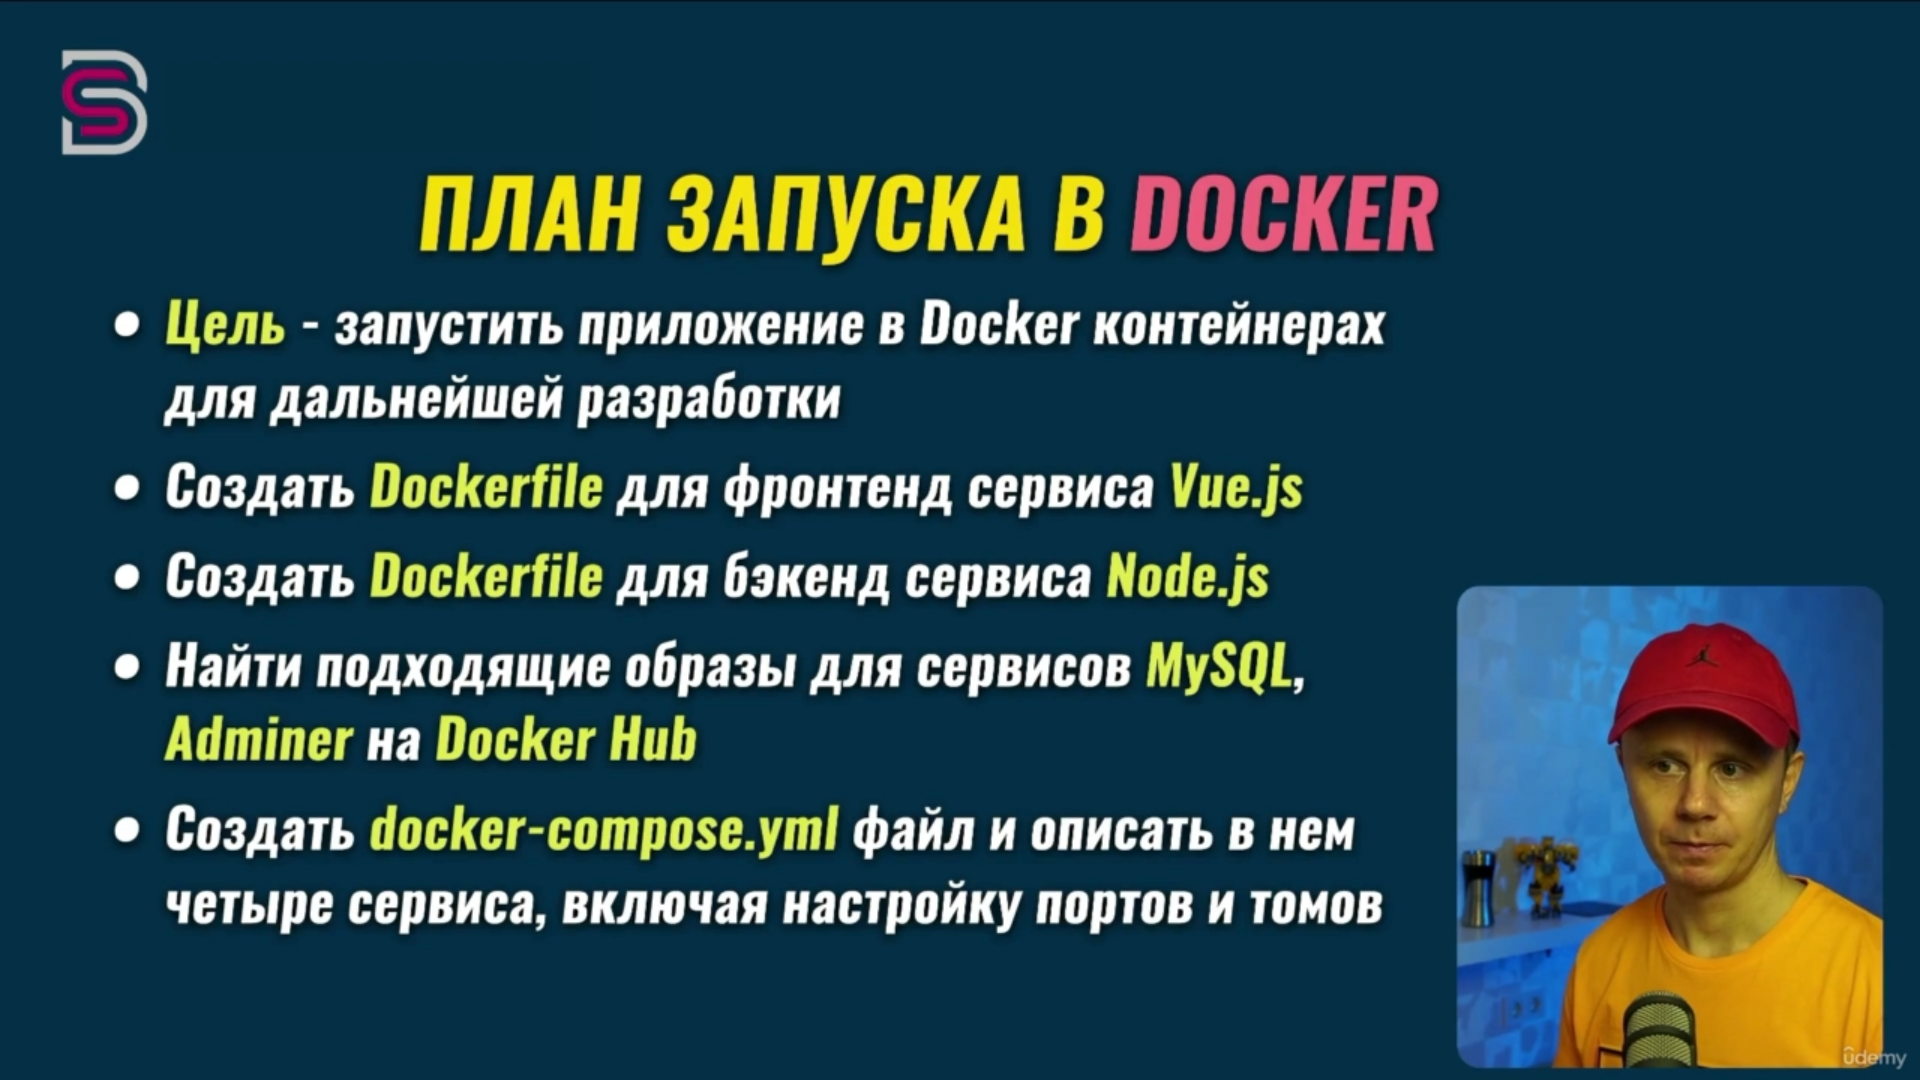 ПЛАН ЗАПУСКА В DOCKER
• Цель - запустить приложение в Docker контейнерах
для дальнейшей разработки
• Создать Dockerfile для фронтенд сервиса Vue.js
• Создать Dockerfile для бэкенд сервиса Node.js
• Найти подходящие образы для сервисов MySQL,
Adminer на Docker Hub
• Создать docker-compose.yml файл и описать в нем
четыре сервиса, включая настройку портов и томов
ûdemy